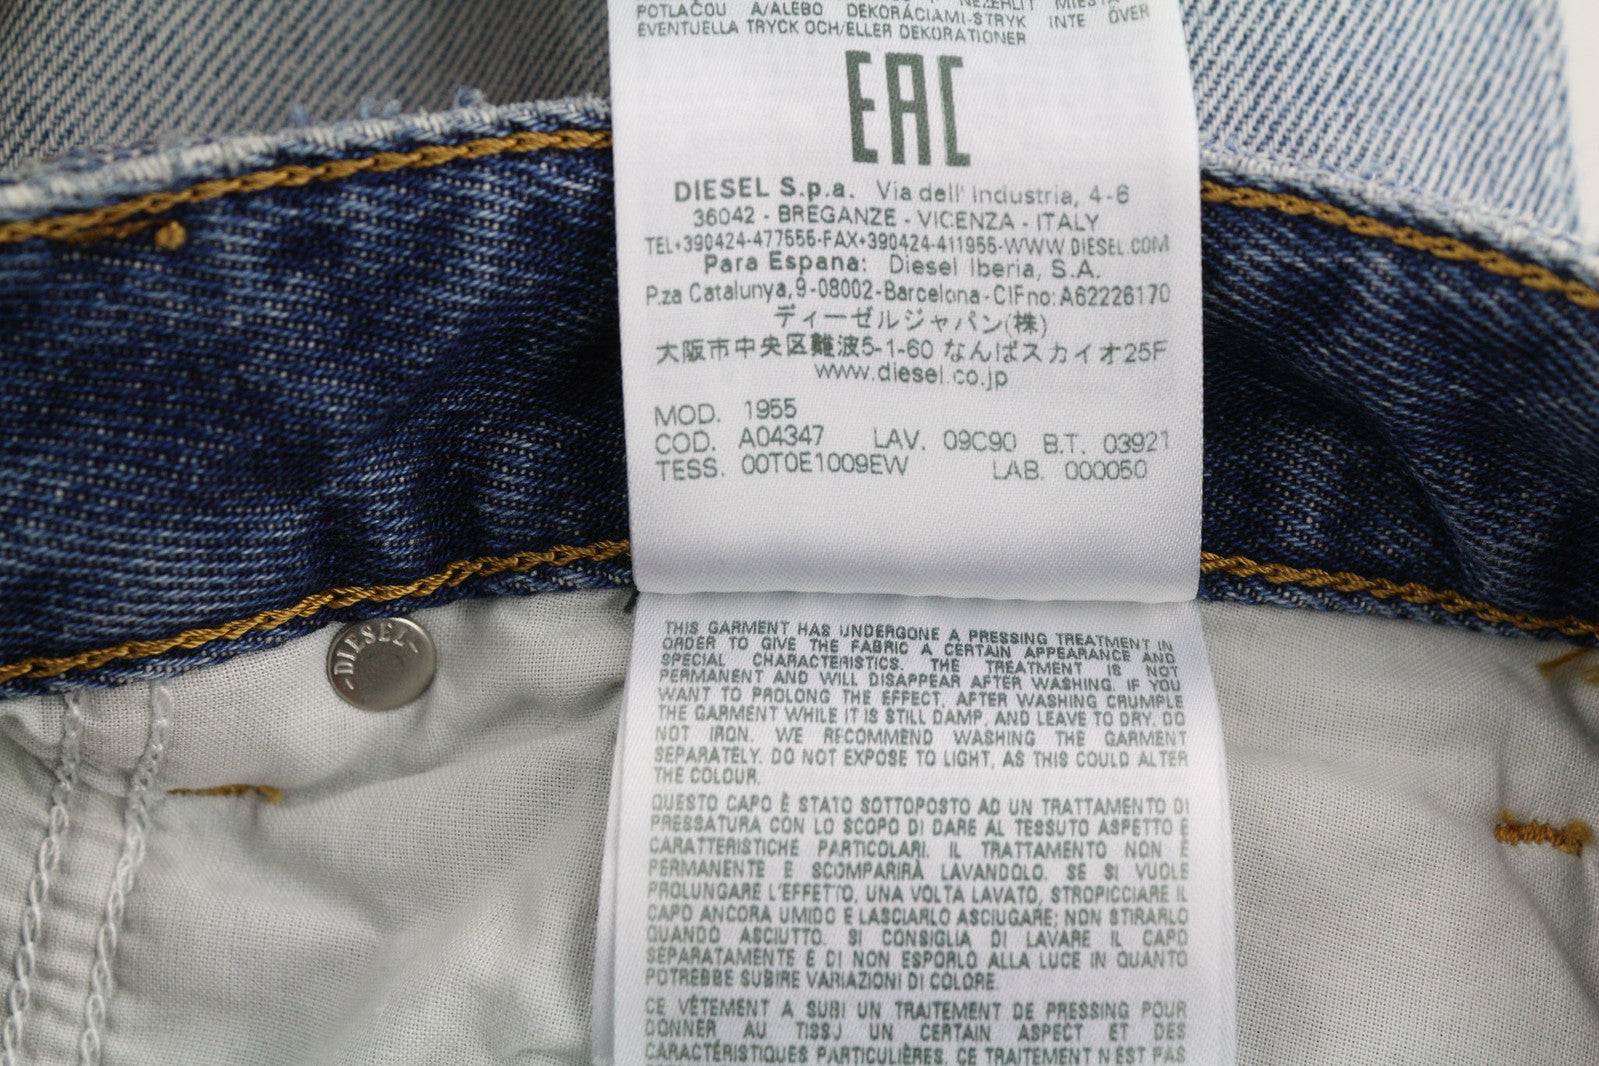 NEŽEHLIT MIESTA
POTLAČOU A/ALEBO DEKORÁCIAMI-STRYK INTE ÖVER
EVENTUELLA TRYCK OCH/ELLER DEKORATIONER
EAC
DIESEL S.p.a. Via dell' Industria, 4-6
36042 - BREGANZE - VICENZA - ITALY
TEL+390424-477555-FAX+390424-411955-WWW.DIESEL.COM
Para Espana: Diesel Iberia, S.A.
P.za Catalunya,9-08002-Barcelona-CIFno:A62226170
ディーゼルジャパン(株)
大阪市中央区難波5-1-60 なんばスカイオ25F
www.diesel.co.jp
MOD. 1955
COD. A04347 LAV. 09C90 B.T. 03921
TESS. 00T0E1009EW LAB. 000050
DIESEL
THIS GARMENT HAS UNDERGONE A PRESSING TREATMENT IN
ORDER TO GIVE THE FABRIC A CERTAIN APPEARANCE AND
SPECIAL CHARACTERISTICS. THE TREATMENT IS NOT
PERMANENT AND WILL DISAPPEAR AFTER WASHING. IF YOU
WANT TO PROLONG THE EFFECT, AFTER WASHING CRUMPLE
THE GARMENT WHILE IT IS STILL DAMP, AND LEAVE TO DRY. DO
NOT IRON. WE RECOMMEND WASHING THE GARMENT
SEPARATELY. DO NOT EXPOSE TO LIGHT, AS THIS COULD ALTER
THE COLOUR.
QUESTO CAPO È STATO SOTTOPOSTO AD UN TRATTAMENTO DI
PRESSATURA CON LO SCOPO DI DARE AL TESSUTO ASPETTO E
CARATTERISTICHE PARTICOLARI. IL TRATTAMENTO NON È
PERMANENTE E SCOMPARIRÀ LAVANDOLO. SE SI VUOLE
PROLUNGARE L'EFFETTO, UNA VOLTA LAVATO, STROPICCIARE IL
CAPO ANCORA UMIDO E LASCIARLO ASCIUGARE; NON STIRARLO
QUANDO ASCIUTTO. SI CONSIGLIA DI LAVARE IL CAPO
SEPARATAMENTE E DI NON ESPORLO ALLA LUCE IN QUANTO
POTREBBE SUBIRE VARIAZIONI DI COLORE.
CE VÊTEMENT A SUBI UN TRAITEMENT DE PRESSING POUR
DONNER AU TISSU UN CERTAIN ASPECT ET DES
CARACTÉRISTIQUES PARTICULIÈRES. CE TRAITEMENT N'EST PAS